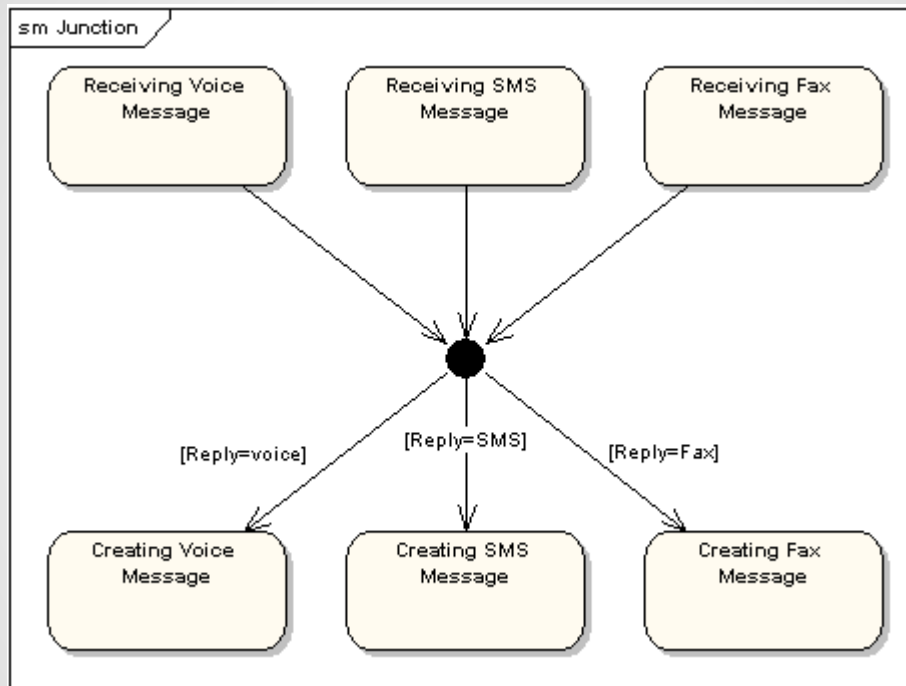 sm Junction
Receiving Voice
Message
Receiving SMS
Message
Receiving Fax
Message
[Reply=voice]
[Reply=SMS]
[Reply=Fax]
Creating Voice
Message
Creating SMS
Message
Creating Fax
Message